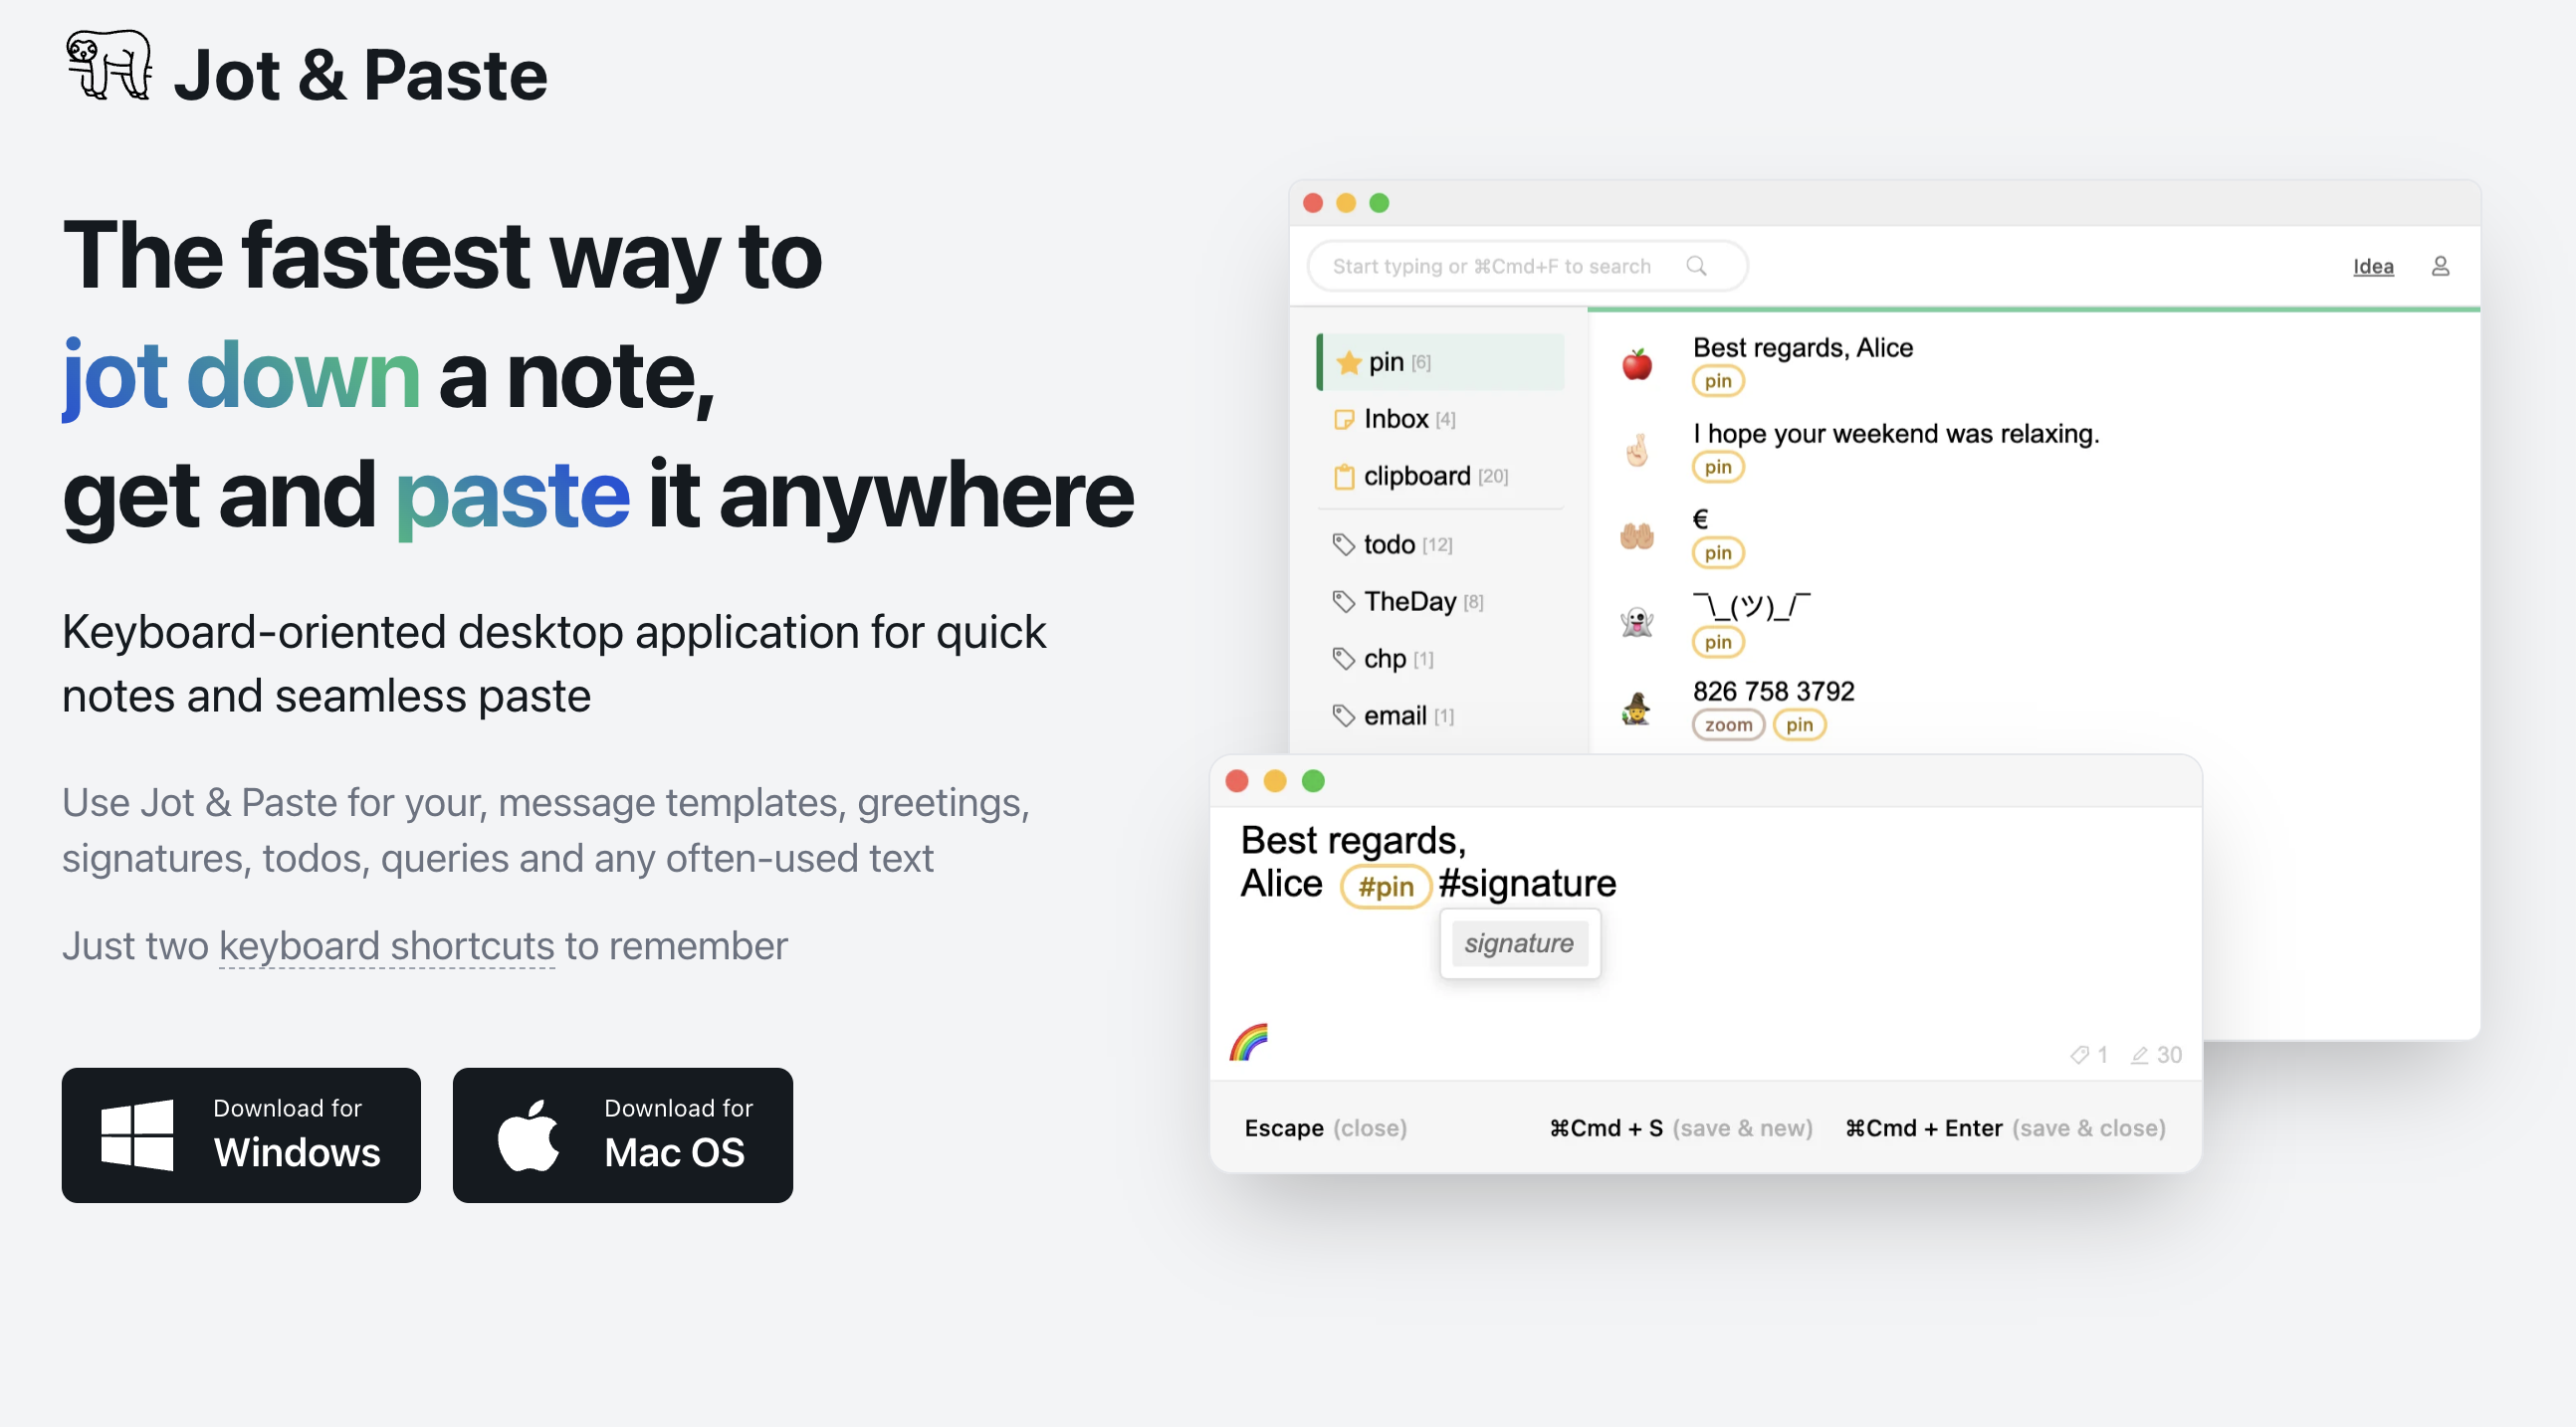 Jot & Paste
The fastest way to
jot down a note,
get and paste it anywhere
Keyboard-oriented desktop application for quick
notes and seamless paste
Use Jot & Paste for your, message templates, greetings,
signatures, todos, queries and any often-used text
Just two keyboard shortcuts to remember
Download for
Windows
Download for
Mac OS
Start typing or ⌘Cmd+F to search
Idea
pin [6]
Inbox [4]
clipboard [20]
todo [12]
TheDay [8]
chp [1]
email [1]
Best regards, Alice
pin
I hope your weekend was relaxing.
pin
€
pin
¯\_(ツ)_/¯
pin
826 758 3792
zoom pin
Best regards,
Alice #pin #signature
signature
1 30
Escape (close) ⌘Cmd + S (save & new) ⌘Cmd + Enter (save & close)